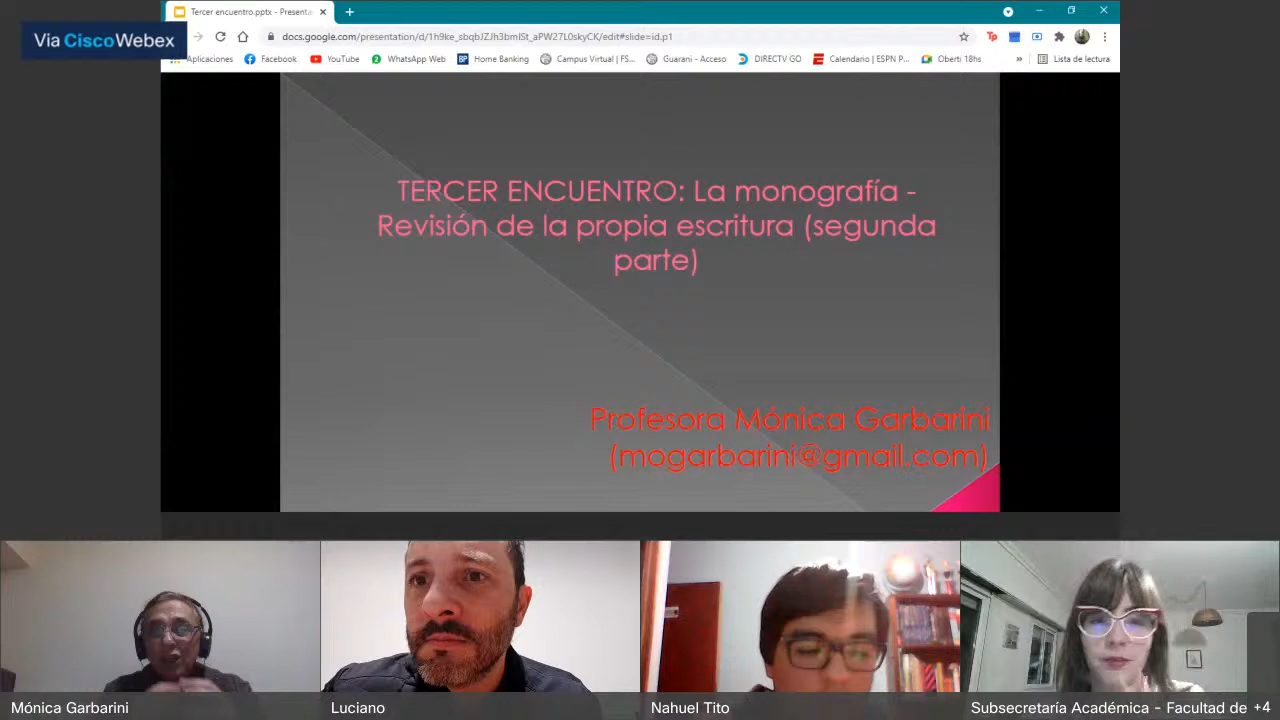 Tercer encuentro.pptx - Presenta
Via CiscoWebex
docs.google.com/presentation/d/1h9ke_sbqbJZJh3bmISt_aPW27L0skyCK/edit#slide=id.p1
Aplicaciones Facebook YouTube WhatsApp Web Home Banking Campus Virtual | FS... Guarani - Acceso DIRECTV GO Calendario | ESPN P... Oberti 18hs » Lista de lectura
TERCER ENCUENTRO: La monografía -
Revisión de la propia escritura (segunda
parte)
Profesora Mónica Garbarini
(mogarbarini@gmail.com)
Mónica Garbarini
Luciano
Nahuel Tito
Subsecretaría Académica - Facultad de +4